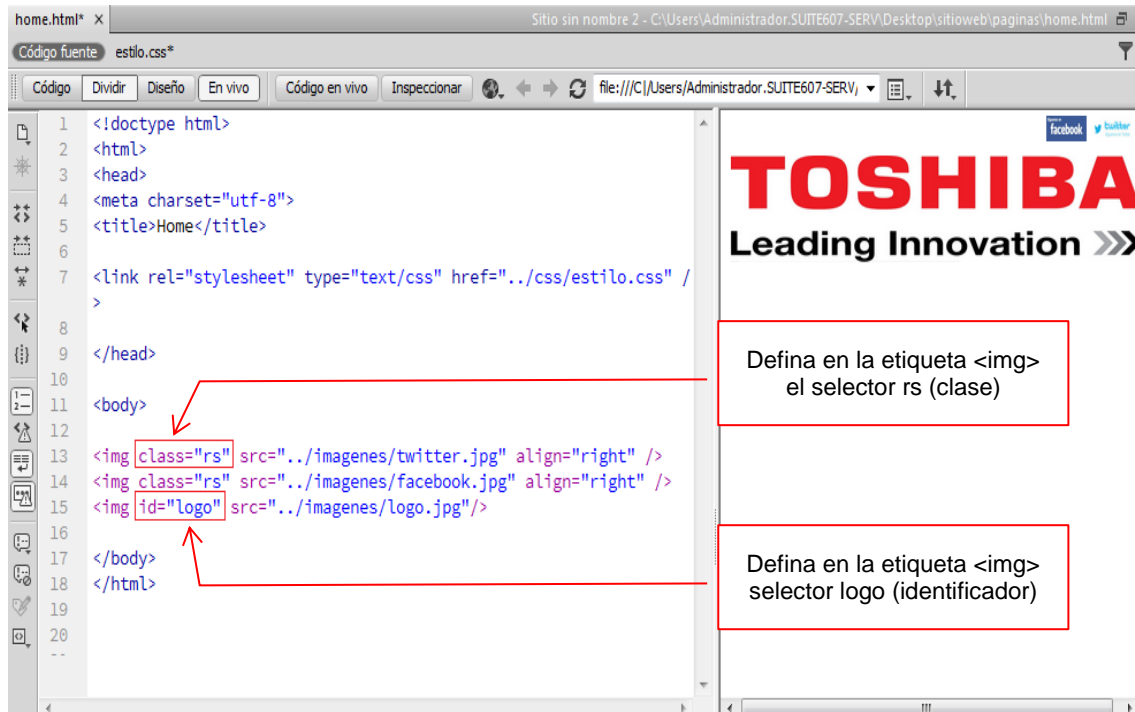 home.html* ×
Sitio sin nombre 2 - C:\Users\Administrador.SUITE607-SERV\Desktop\sitioweb\paginas\home.html
Código fuente estilo.css*
Código Dividir Diseño En vivo Código en vivo Inspeccionar file:///C|/Users/Administrador.SUITE607-SERV/
1 <!doctype html>
2 <html>
3 <head>
4 <meta charset="utf-8">
5 <title>Home</title>
6
7 <link rel="stylesheet" type="text/css" href="../css/estilo.css" /
>
8
9 </head>
10
11 <body>
12
13 <img class="rs" src="../imagenes/twitter.jpg" align="right" />
14 <img class="rs" src="../imagenes/facebook.jpg" align="right" />
15 <img id="logo" src="../imagenes/logo.jpg"/>
16
17 </body>
18 </html>
19
20
facebook
twitter
TOSHIBA
Leading Innovation
Defina en la etiqueta <img>
el selector rs (clase)
Defina en la etiqueta <img>
selector logo (identificador)